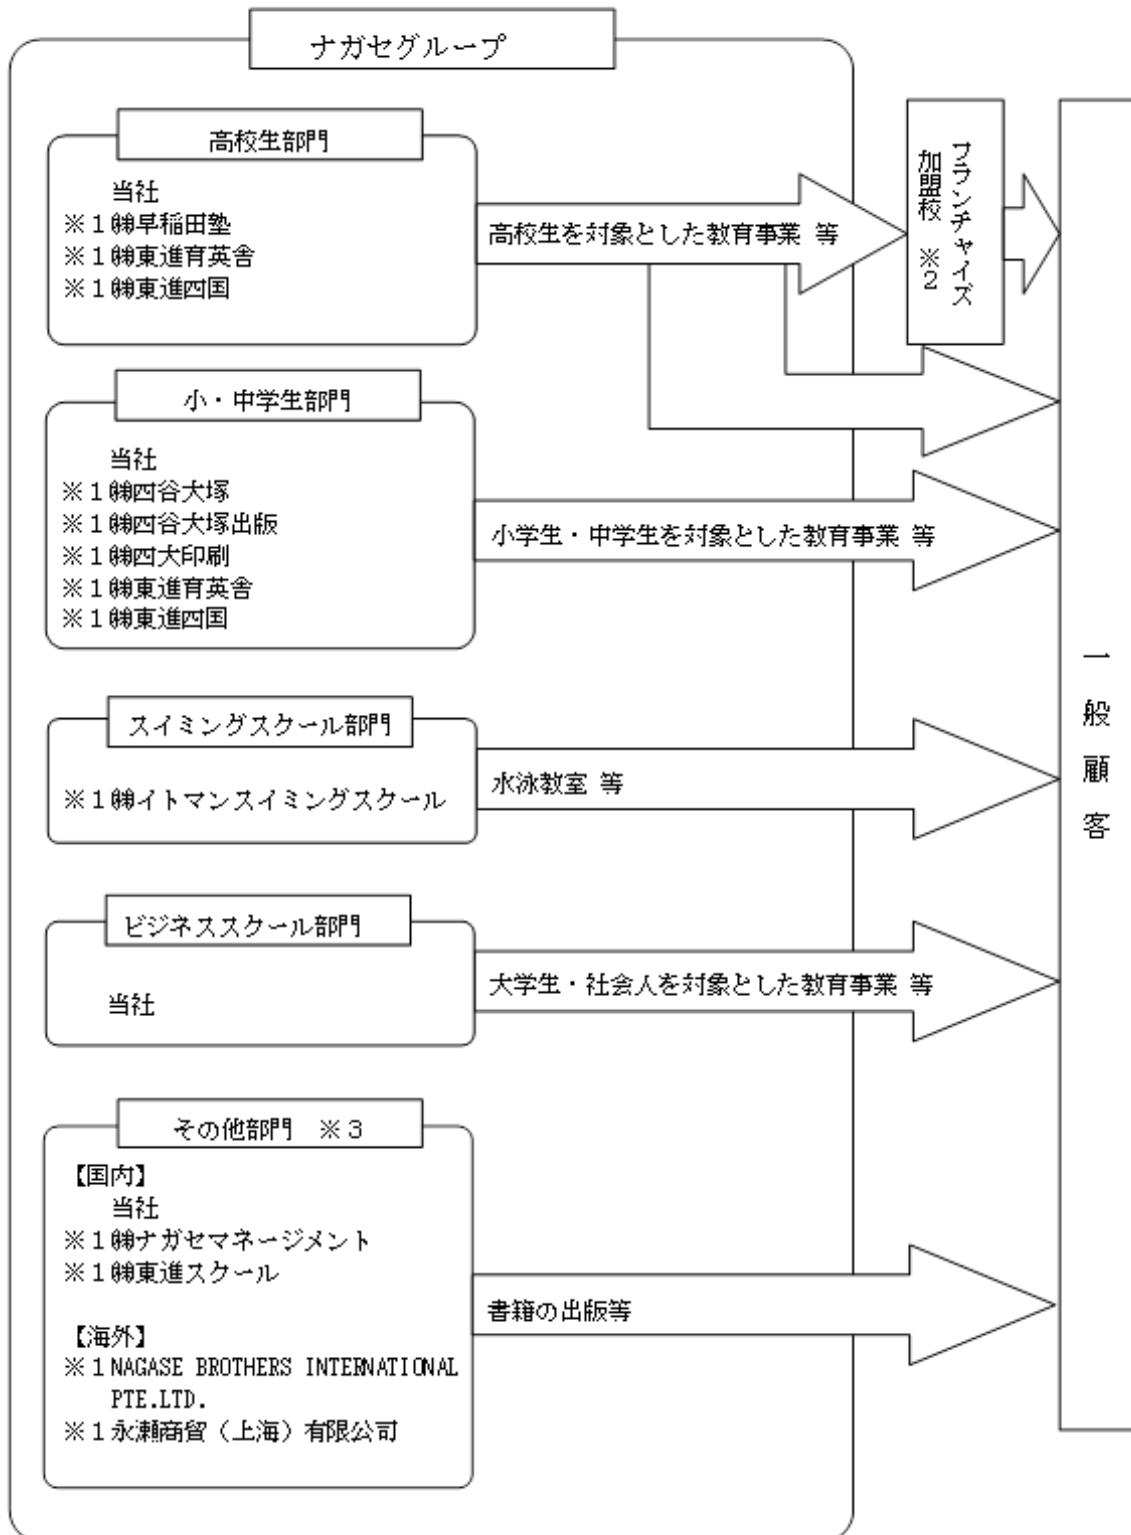 ナガセグループ
高校生部門
当社
※１㈱早稲田塾
※１㈱東進育英舎
※１㈱東進四国
高校生を対象とした教育事業 等
フランチャイズ
加盟校 ※２
小・中学生部門
当社
※１㈱四谷大塚
※１㈱四谷大塚出版
※１㈱四大印刷
※１㈱東進育英舎
※１㈱東進四国
小学生・中学生を対象とした教育事業 等
スイミングスクール部門
※１㈱イトマンスイミングスクール
水泳教室 等
ビジネススクール部門
当社
大学生・社会人を対象とした教育事業 等
その他部門 ※３
【国内】
当社
※１㈱ナガセマネージメント
※１㈱東進スクール
【海外】
※１NAGASE BROTHERS INTERNATIONAL
PTE.LTD.
※１永瀬商貿（上海）有限公司
書籍の出版等
一般顧客